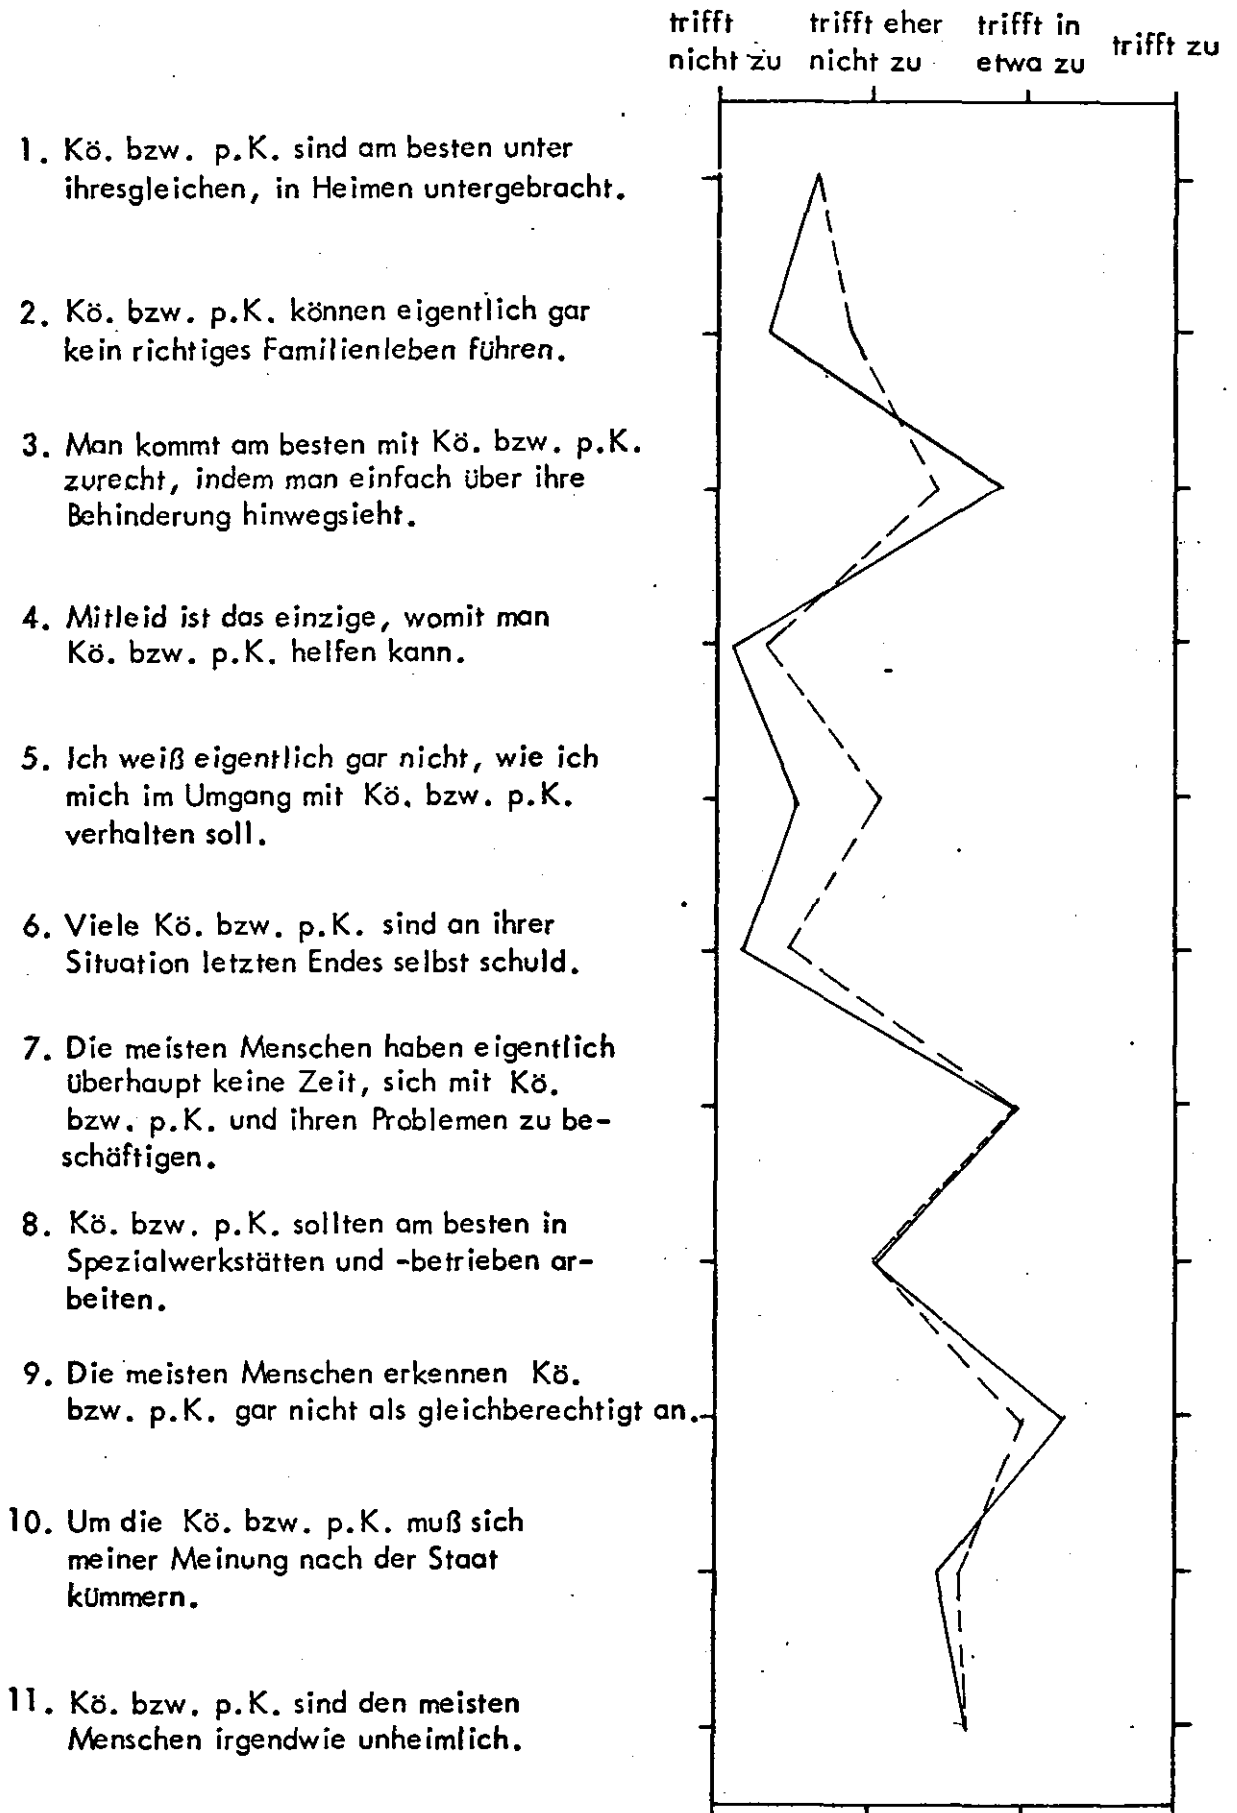 trifft trifft eher trifft in trifft zu
nicht zu nicht zu etwa zu
1. Kö. bzw. p.K. sind am besten unter
ihresgleichen, in Heimen untergebracht.
2. Kö. bzw. p.K. können eigentlich gar
kein richtiges Familienleben führen.
3. Man kommt am besten mit Kö. bzw. p.K.
zurecht, indem man einfach über ihre
Behinderung hinwegsieht.
4. Mitleid ist das einzige, womit man
Kö. bzw. p.K. helfen kann.
5. Ich weiß eigentlich gar nicht, wie ich
mich im Umgang mit Kö. bzw. p.K.
verhalten soll.
6. Viele Kö. bzw. p.K. sind an ihrer
Situation letzten Endes selbst schuld.
7. Die meisten Menschen haben eigentlich
überhaupt keine Zeit, sich mit Kö.
bzw. p.K. und ihren Problemen zu be-
schäftigen.
8. Kö. bzw. p.K. sollten am besten in
Spezialwerkstätten und -betrieben ar-
beiten.
9. Die meisten Menschen erkennen Kö.
bzw. p.K. gar nicht als gleichberechtigt an.
10. Um die Kö. bzw. p.K. muß sich
meiner Meinung nach der Staat
kümmern.
11. Kö. bzw. p.K. sind den meisten
Menschen irgendwie unheimlich.